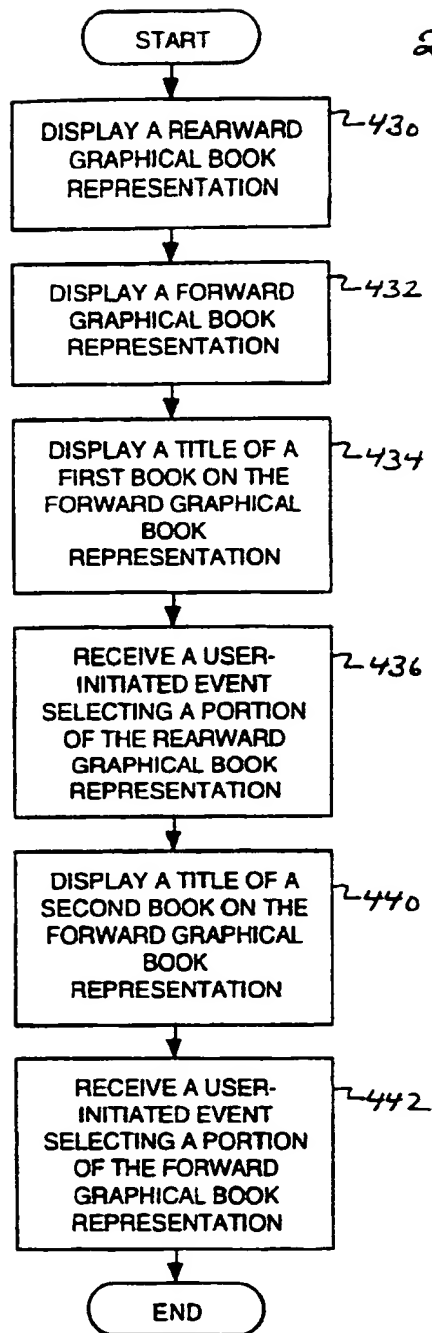 START
2
DISPLAY A REARWARD
GRAPHICAL BOOK
REPRESENTATION
430
DISPLAY A FORWARD
GRAPHICAL BOOK
REPRESENTATION
432
DISPLAY A TITLE OF A
FIRST BOOK ON THE
FORWARD GRAPHICAL
BOOK
REPRESENTATION
434
RECEIVE A USER-
INITIATED EVENT
SELECTING A PORTION
OF THE REARWARD
GRAPHICAL BOOK
REPRESENTATION
436
DISPLAY A TITLE OF A
SECOND BOOK ON THE
FORWARD GRAPHICAL
BOOK
REPRESENTATION
440
RECEIVE A USER-
INITIATED EVENT
SELECTING A PORTION
OF THE FORWARD
GRAPHICAL BOOK
REPRESENTATION
442
END